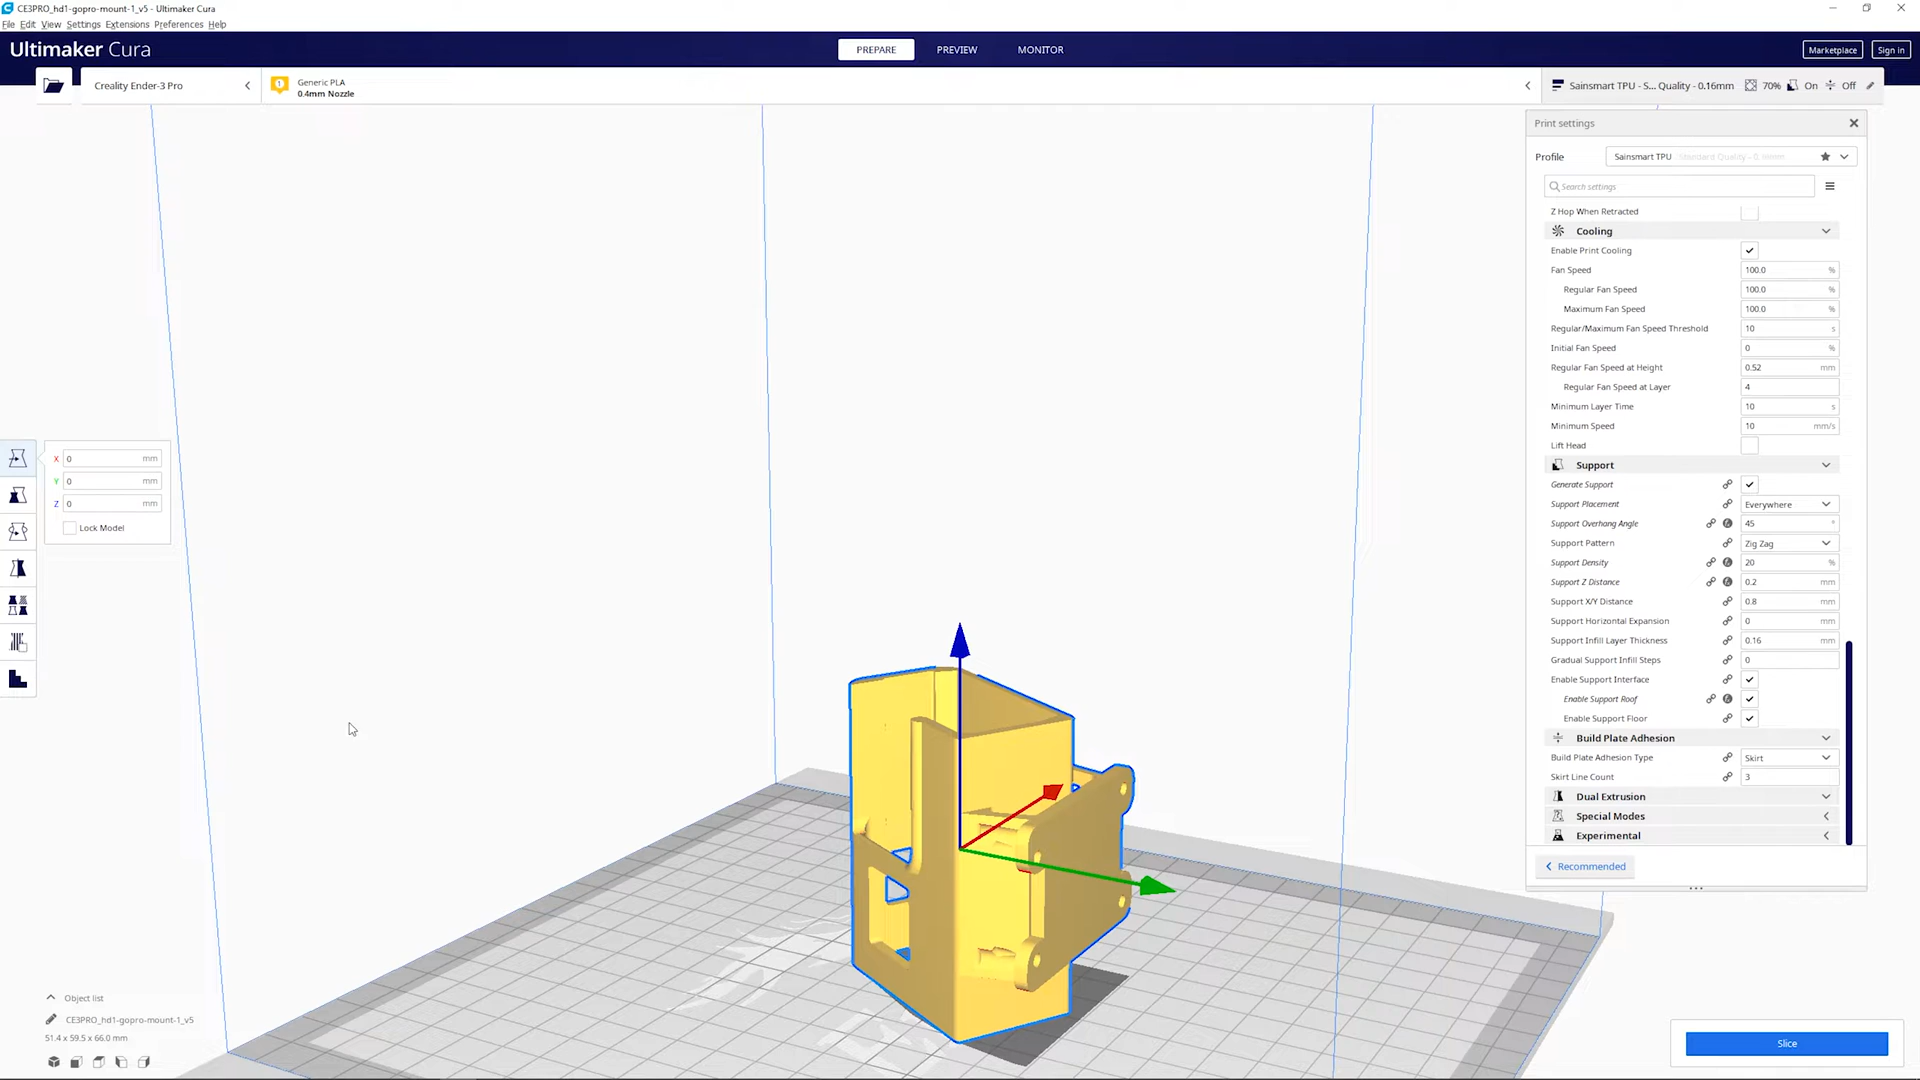 CE3PRO_hd1-gopro-mount-1_v5 - Ultimaker Cura
File Edit View Settings Extensions Preferences Help
Ultimaker Cura
PREPARE
PREVIEW
MONITOR
Marketplace
Sign in
Creality Ender-3 Pro
1
Generic PLA
0.4mm Nozzle
Sainsmart TPU - S... Quality - 0.16mm
70%
On
Off
Print settings
Profile
Sainsmart TPU Standard Quality - 0.16mm
Search settings
Z Hop When Retracted
Cooling
Enable Print Cooling
Fan Speed 100.0 %
Regular Fan Speed 100.0 %
Maximum Fan Speed 100.0 %
Regular/Maximum Fan Speed Threshold 10 s
Initial Fan Speed 0 %
Regular Fan Speed at Height 0.52 mm
Regular Fan Speed at Layer 4
Minimum Layer Time 10 s
Minimum Speed 10 mm/s
Lift Head
Support
Generate Support
Support Placement Everywhere
Support Overhang Angle 45 °
Support Pattern Zig Zag
Support Density 20 %
Support Z Distance 0.2 mm
Support X/Y Distance 0.8 mm
Support Horizontal Expansion 0 mm
Support Infill Layer Thickness 0.16 mm
Gradual Support Infill Steps 0
Enable Support Interface
Enable Support Roof
Enable Support Floor
Build Plate Adhesion
Build Plate Adhesion Type Skirt
Skirt Line Count 3
Dual Extrusion
Special Modes
Experimental
Recommended
X 0 mm
Y 0 mm
Z 0 mm
Lock Model
Object list
CE3PRO_hd1-gopro-mount-1_v5
51.4 x 59.5 x 66.0 mm
Slice